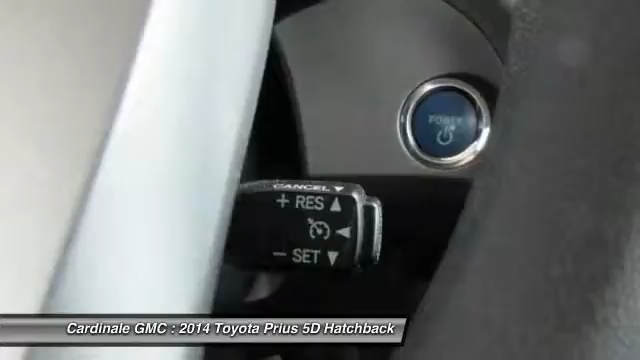 POWER
CANCEL ▼
+ RES ▲
− SET ▼
Cardinale GMC : 2014 Toyota Prius 5D Hatchback